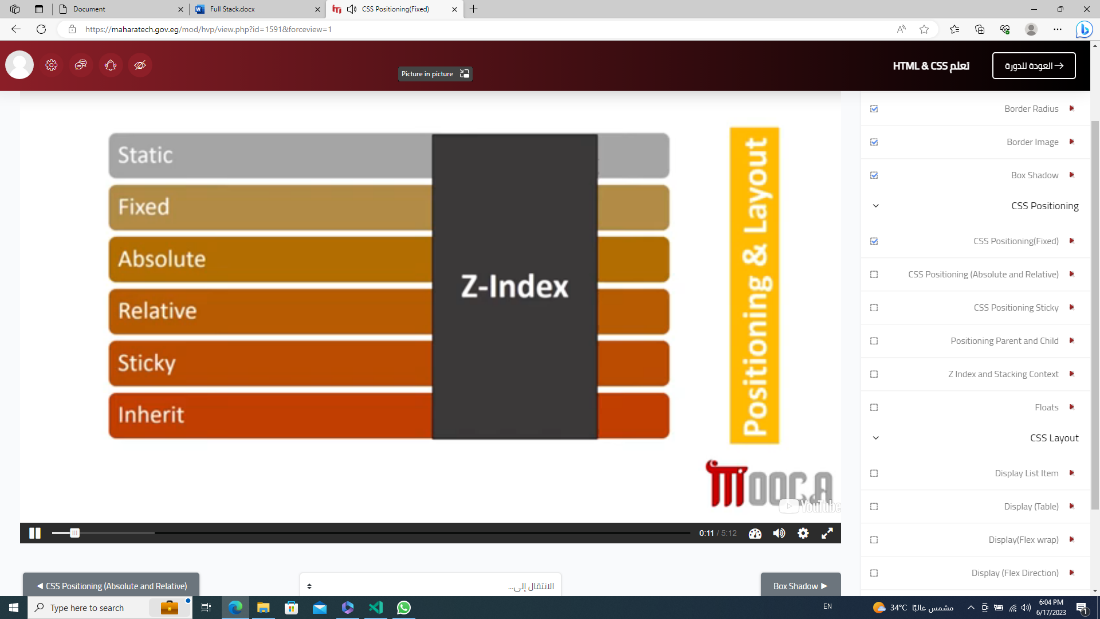 Document
Full Stack.docx
CSS Positioning(Fixed)
https://maharatech.gov.eg/mod/hvp/view.php?id=1591&forceview=1
Picture in picture
تعلم HTML & CSS
العودة للدورة
Static
Fixed
Absolute
Relative
Sticky
Inherit
Z-Index
Positioning & Layout
MOOCA
YouTube
0:11 / 5:12
Border Radius
Border Image
Box Shadow
CSS Positioning
CSS Positioning(Fixed)
CSS Positioning (Absolute and Relative)
CSS Positioning Sticky
Positioning Parent and Child
Z Index and Stacking Context
Floats
CSS Layout
Display List Item
Display (Table)
Display(Flex wrap)
Display (Flex Direction)
◀ CSS Positioning (Absolute and Relative)
الانتقال إلى...
Box Shadow ▶
Type here to search
EN
34°C مشمس غالبًا
6:04 PM
6/17/2023